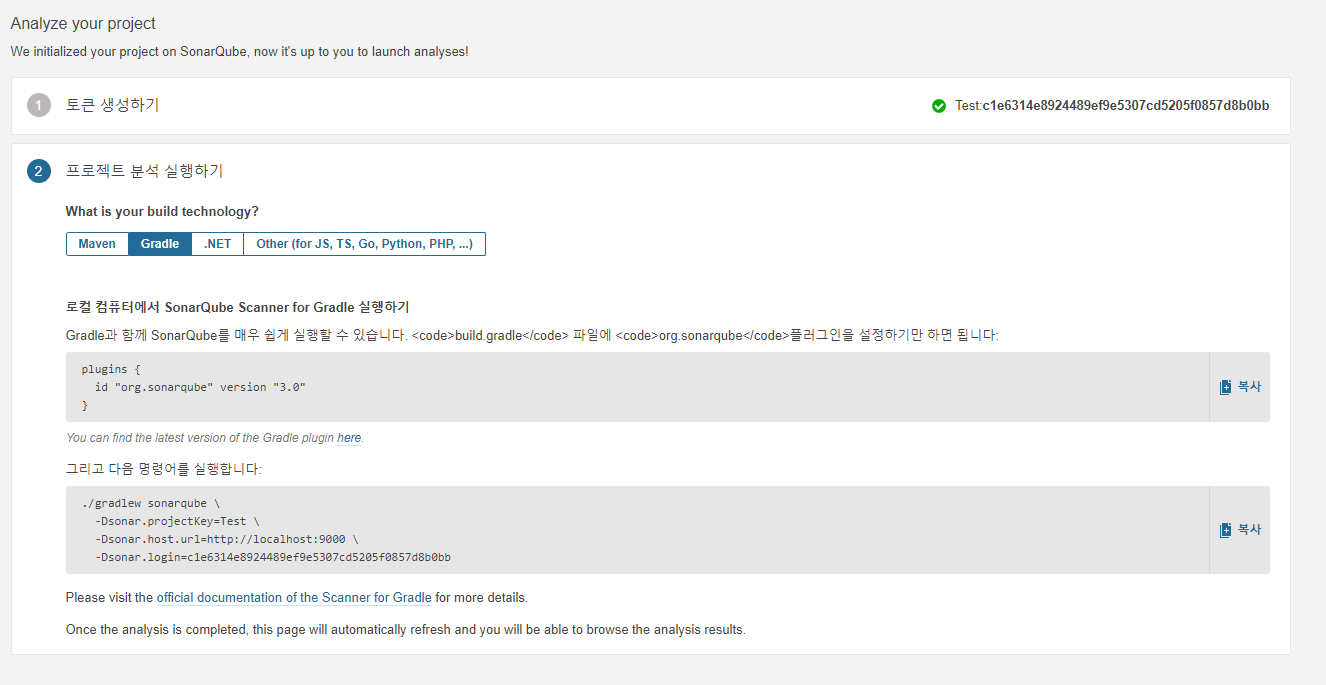 Analyze your project
We initialized your project on SonarQube, now it's up to you to launch analyses!
1 토큰 생성하기 Test:c1e6314e8924489ef9e5307cd5205f0857d8b0bb
2 프로젝트 분석 실행하기
What is your build technology?
Maven Gradle .NET Other (for JS, TS, Go, Python, PHP, ...)
로컬 컴퓨터에서 SonarQube Scanner for Gradle 실행하기
Gradle과 함께 SonarQube를 매우 쉽게 실행할 수 있습니다. <code>build.gradle</code> 파일에 <code>org.sonarqube</code>플러그인을 설정하기만 하면 됩니다:
plugins {
  id "org.sonarqube" version "3.0"
}
복사
You can find the latest version of the Gradle plugin here.
그리고 다음 명령어를 실행합니다:
./gradlew sonarqube \
  -Dsonar.projectKey=Test \
  -Dsonar.host.url=http://localhost:9000 \
  -Dsonar.login=c1e6314e8924489ef9e5307cd5205f0857d8b0bb
복사
Please visit the official documentation of the Scanner for Gradle for more details.
Once the analysis is completed, this page will automatically refresh and you will be able to browse the analysis results.